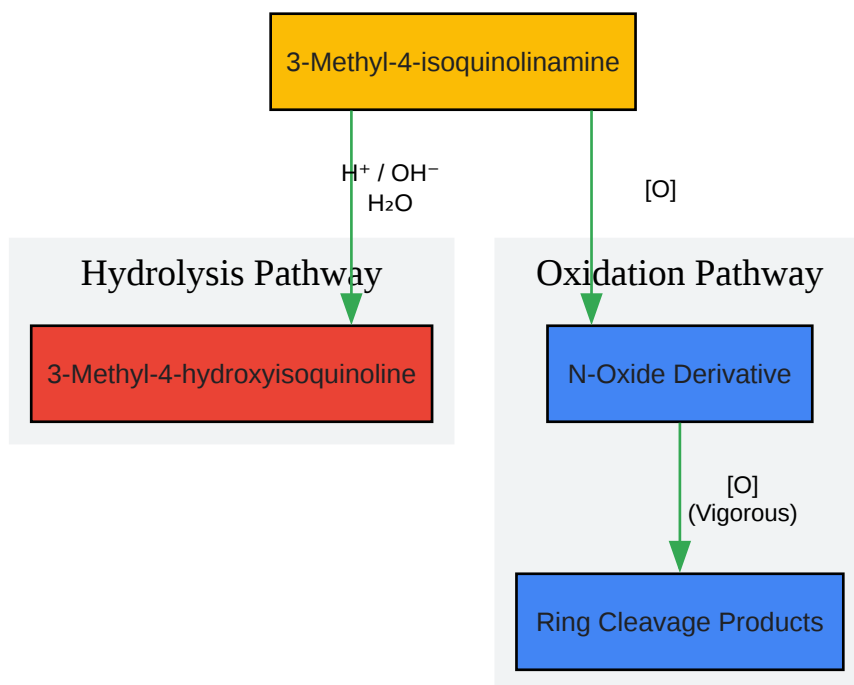 3-Methyl-4-isoquinolinamine
H⁺ / OH⁻
H₂O
[O]
Hydrolysis Pathway
Oxidation Pathway
3-Methyl-4-hydroxyisoquinoline
N-Oxide Derivative
[O]
(Vigorous)
Ring Cleavage Products